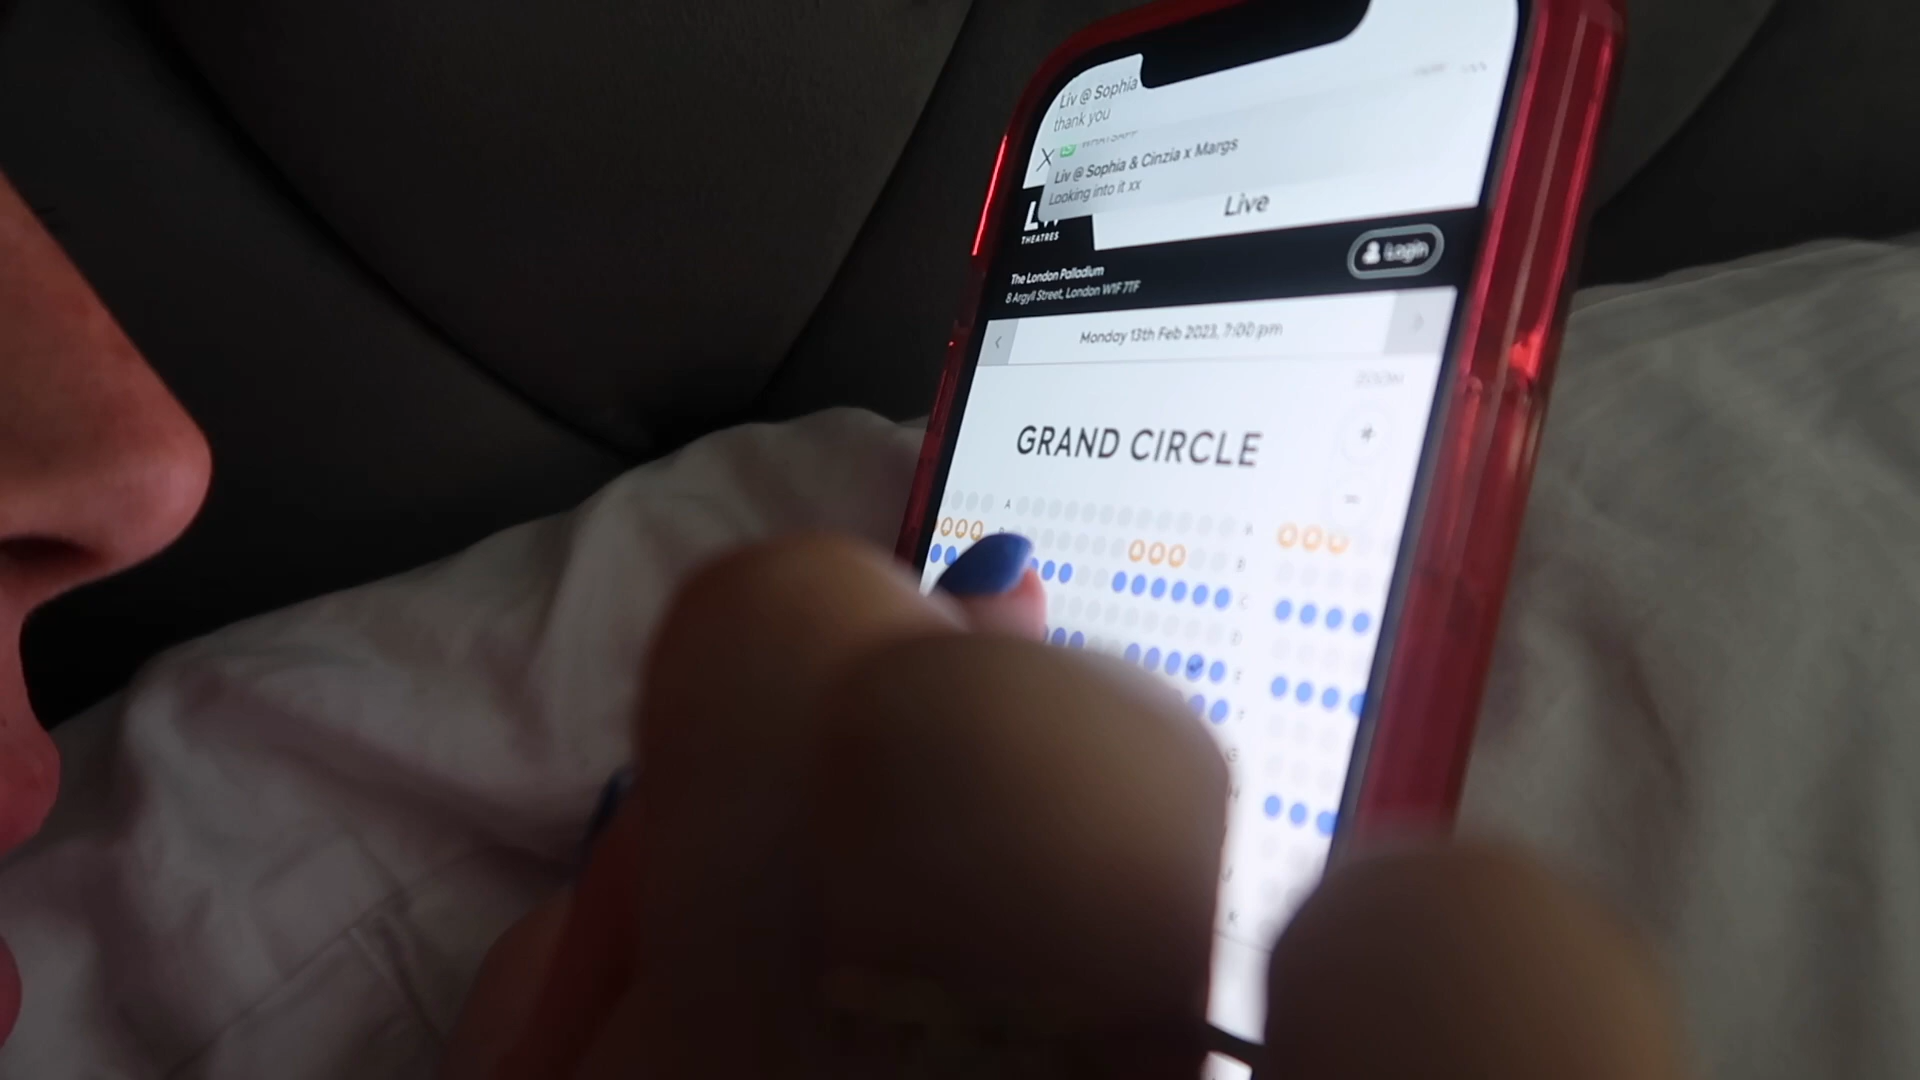 Liv @ Sophia
thank you
Liv @ Sophia & Cinzia x Margs
Looking into it xx
Live
LW
THEATRES
Login
The London Palladium
8 Argyll Street, London W1F 7TF
Monday 13th Feb 2023, 7:00 pm
ZOOM
GRAND CIRCLE
A
B
C
D
E
F
G
H
J
K